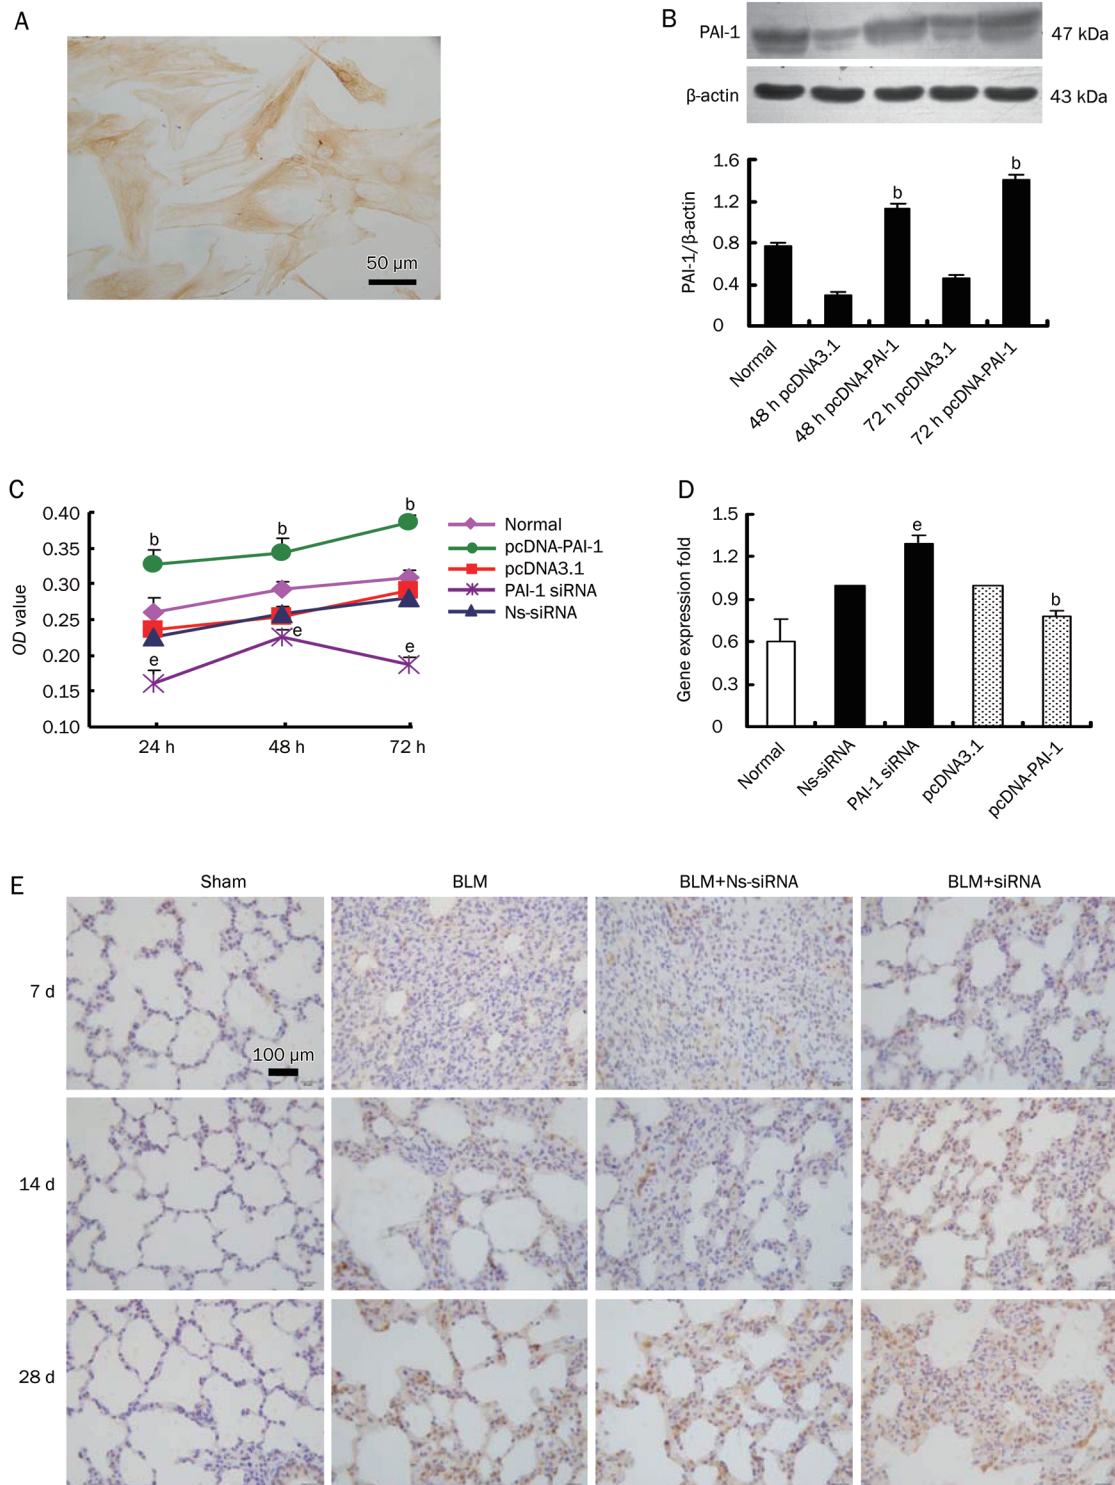 A
50 µm
B
PAI-1
47 kDa
β-actin
43 kDa
PAI-1/β-actin
1.6
1.2
0.8
0.4
0
b
b
Normal
48 h pcDNA3.1
48 h pcDNA-PAI-1
72 h pcDNA3.1
72 h pcDNA-PAI-1
C
OD value
0.40
0.35
0.30
0.25
0.20
0.15
0.10
b
b
b
e
e
e
24 h
48 h
72 h
Normal
pcDNA-PAI-1
pcDNA3.1
PAI-1 siRNA
Ns-siRNA
D
Gene expression fold
1.5
1.2
0.9
0.6
0.3
0
e
b
Normal
Ns-siRNA
PAI-1 siRNA
pcDNA3.1
pcDNA-PAI-1
E
Sham
BLM
BLM+Ns-siRNA
BLM+siRNA
7 d
100 µm
14 d
28 d